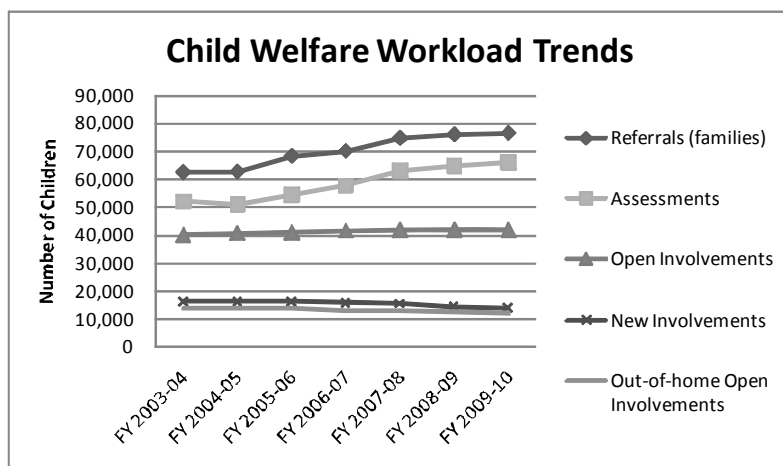 Child Welfare Workload Trends
90,000
80,000
70,000
60,000
50,000
40,000
30,000
20,000
10,000
0
Number of Children
FY 2003-04
FY 2004-05
FY 2005-06
FY 2006-07
FY 2007-08
FY 2008-09
FY 2009-10
Referrals (families)
Assessments
Open Involvements
New Involvements
Out-of-home Open
Involvements